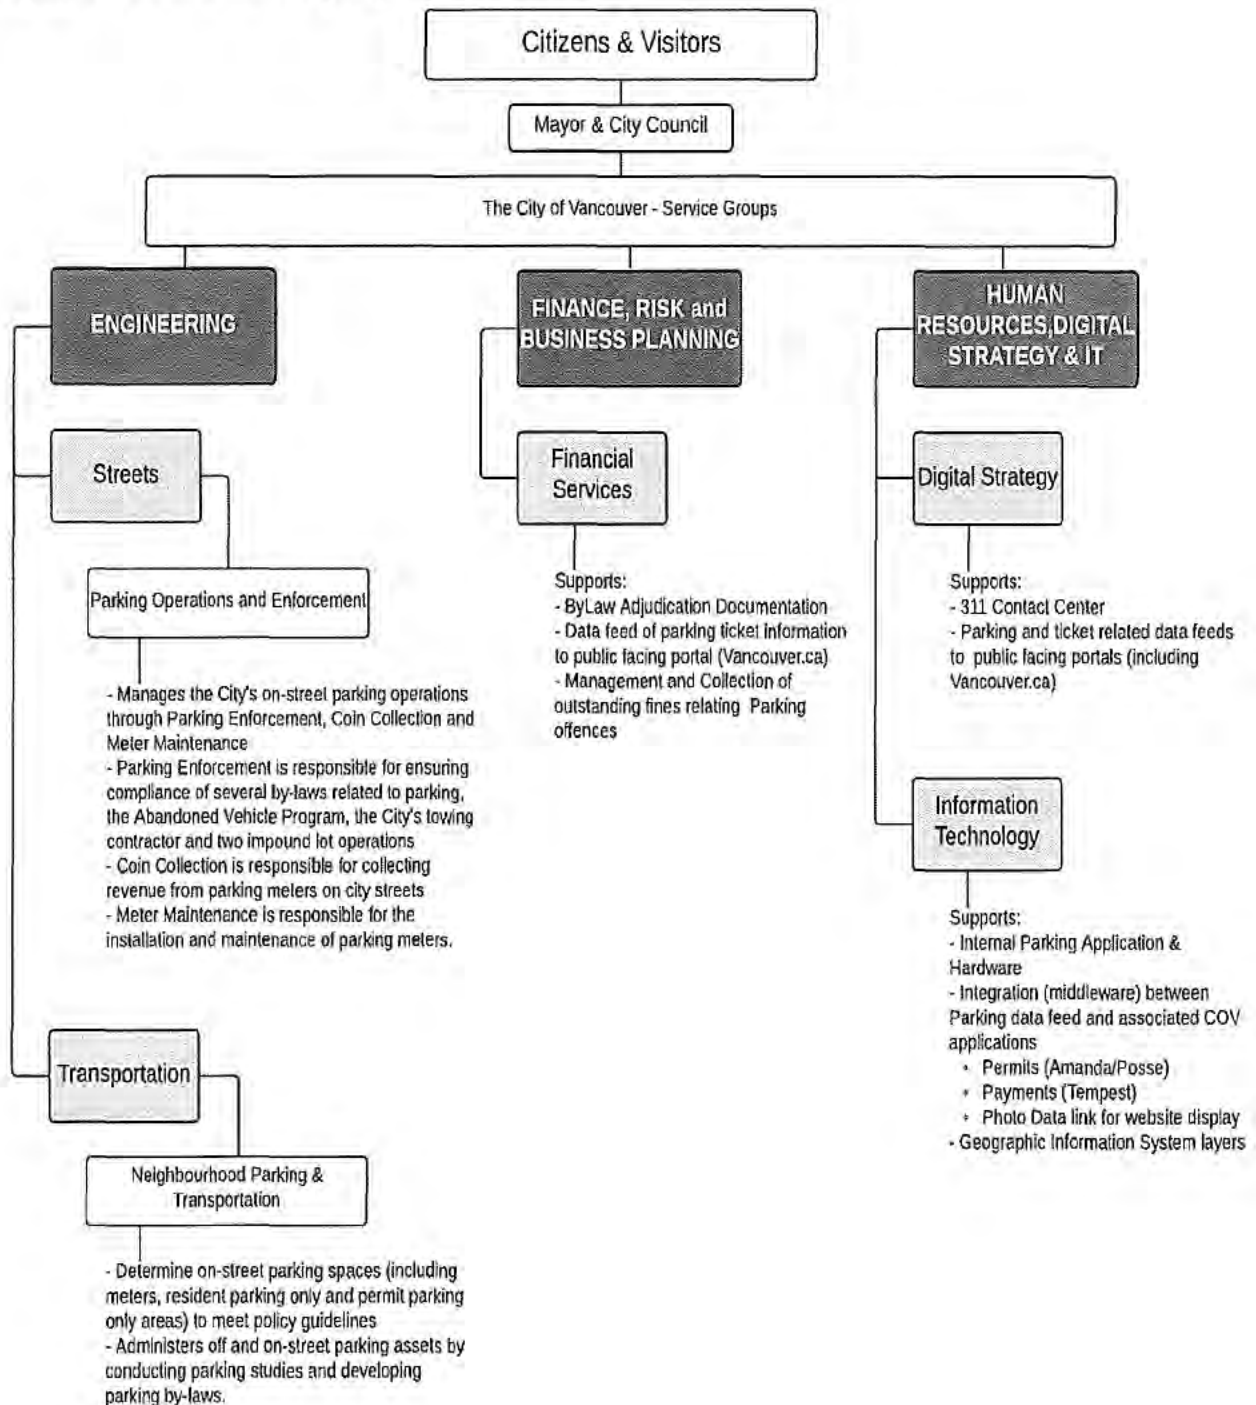 Citizens & Visitors
Mayor & City Council
The City of Vancouver - Service Groups
ENGINEERING
Streets
Parking Operations and Enforcement
- Manages the City's on-street parking operations
through Parking Enforcement, Coin Collection and
Meter Maintenance
- Parking Enforcement is responsible for ensuring
compliance of several by-laws related to parking,
the Abandoned Vehicle Program, the City's towing
contractor and two impound lot operations
- Coin Collection is responsible for collecting
revenue from parking meters on city streets
- Meter Maintenance is responsible for the
installation and maintenance of parking meters.
Transportation
Neighbourhood Parking &
Transportation
- Determine on-street parking spaces (including
meters, resident parking only and permit parking
only areas) to meet policy guidelines
- Administers off and on-street parking assets by
conducting parking studies and developing
parking by-laws.
FINANCE, RISK and
BUSINESS PLANNING
Financial
Services
Supports:
- ByLaw Adjudication Documentation
- Data feed of parking ticket information
to public facing portal (Vancouver.ca)
- Management and Collection of
outstanding fines relating Parking
offences
HUMAN
RESOURCES,DIGITAL
STRATEGY & IT
Digital Strategy
Supports:
- 311 Contact Center
- Parking and ticket related data feeds
to public facing portals (including
Vancouver.ca)
Information
Technology
Supports:
- Internal Parking Application &
Hardware
- Integration (middleware) between
Parking data feed and associated COV
applications
• Permits (Amanda/Posse)
• Payments (Tempest)
• Photo Data link for website display
- Geographic Information System layers